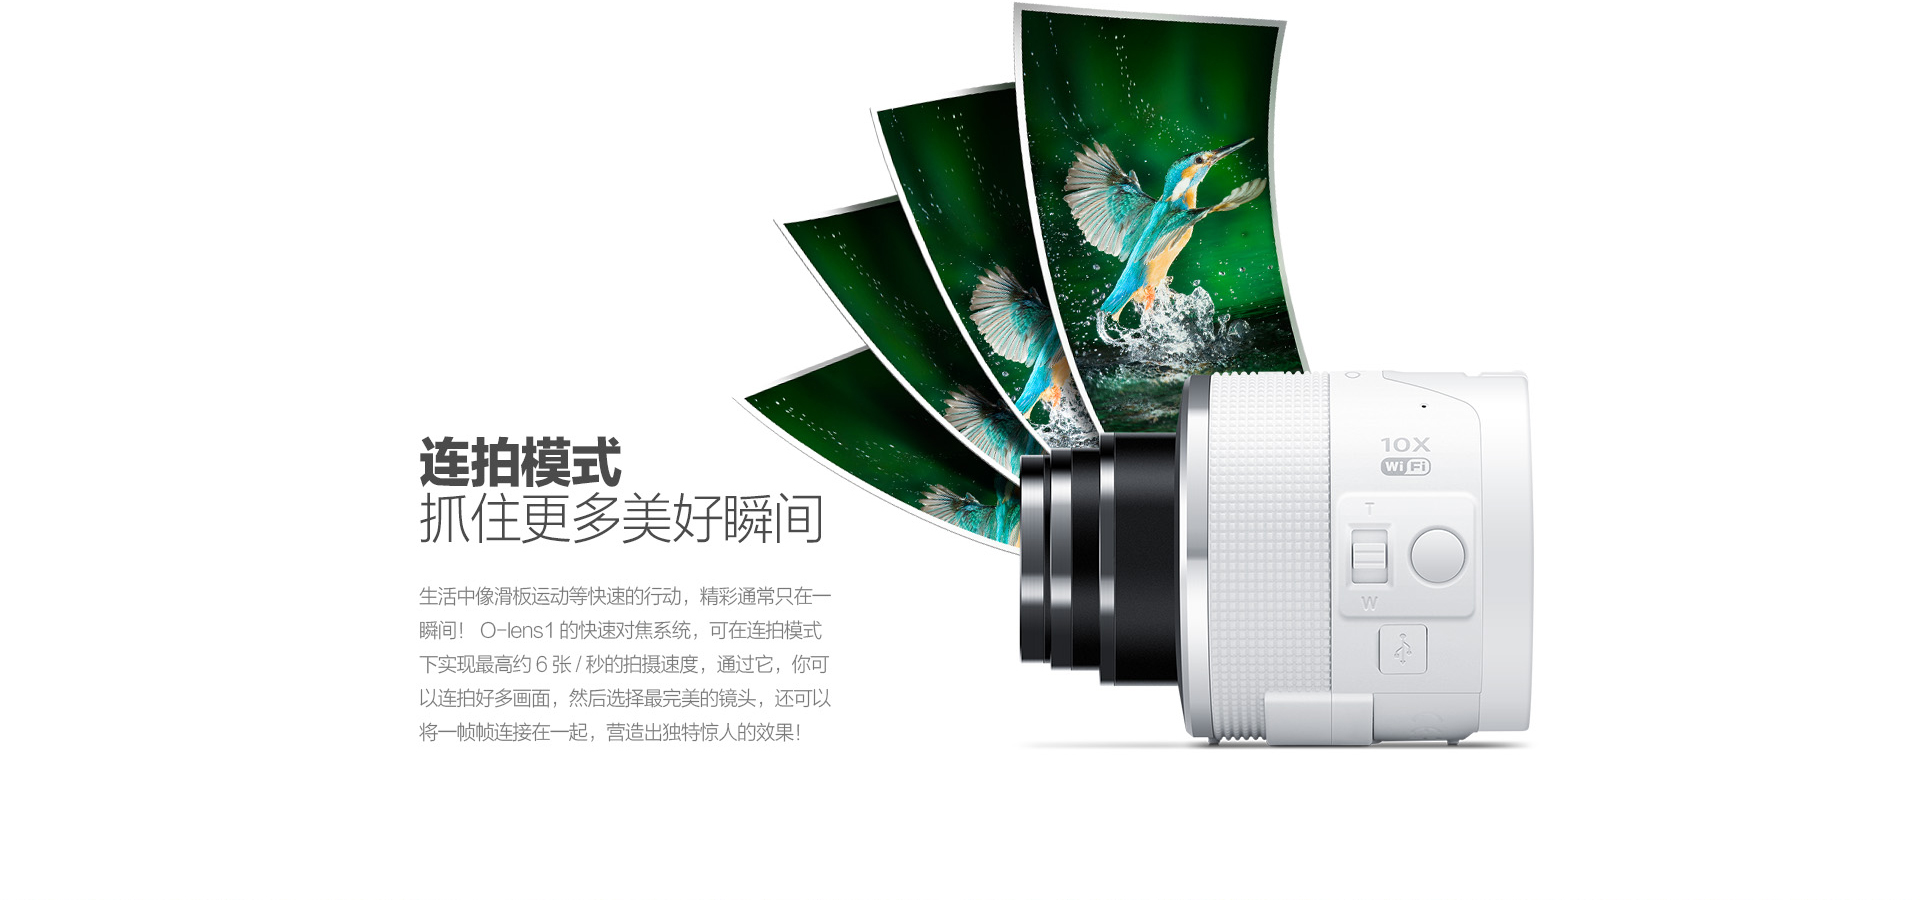 连拍模式
抓住更多美好瞬间
生活中像滑板运动等快速的行动，精彩通常只在一
瞬间！ O-lens1 的快速对焦系统，可在连拍模式
下实现最高约 6 张 / 秒的拍摄速度，通过它，你可
以连拍好多画面，然后选择最完美的镜头，还可以
将一帧帧连接在一起，营造出独特惊人的效果！
10X
WiFi
T
W